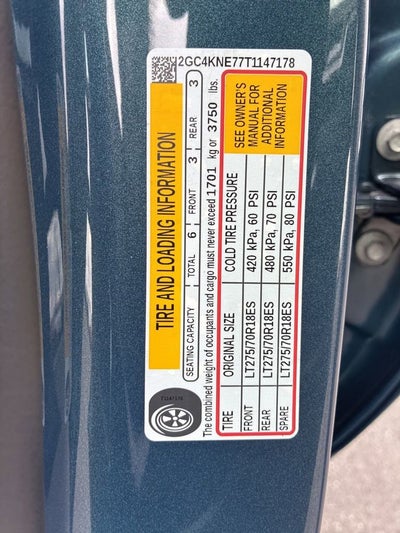 2GC4KNE77T1147178
TIRE AND LOADING INFORMATION
SEATING CAPACITY TOTAL 6 FRONT 3 REAR 3
The combined weight of occupants and cargo must never exceed 1701 kg or 3750 lbs.
TIRE ORIGINAL SIZE COLD TIRE PRESSURE
FRONT LT275/70R18ES 420 kPa, 60 PSI
REAR LT275/70R18ES 480 kPa, 70 PSI
SPARE LT275/70R18ES 550 kPa, 80 PSI
SEE OWNER'S
MANUAL FOR
ADDITIONAL
INFORMATION